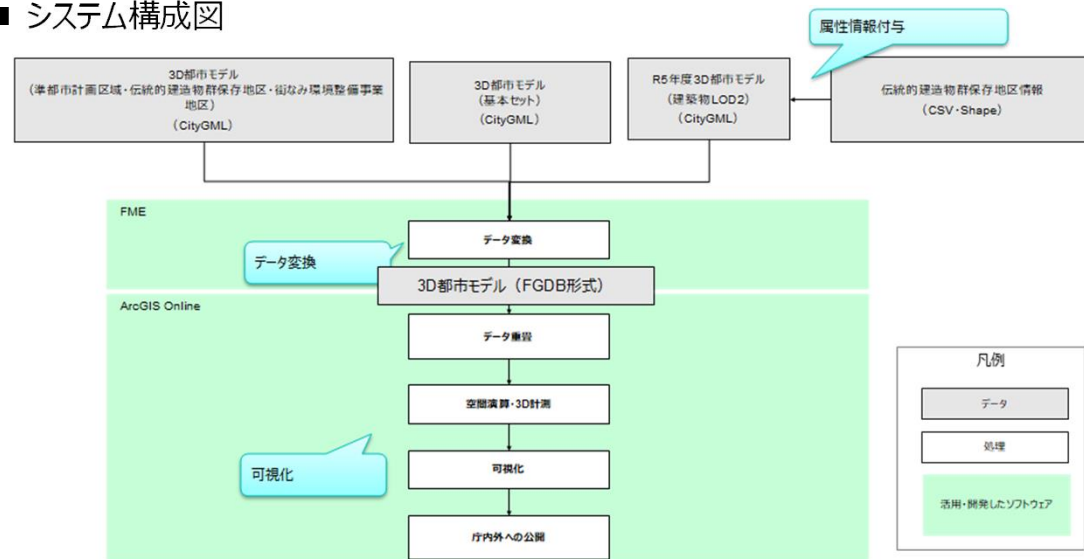 ■ システム構成図
属性情報付与
3D都市モデル
（準都市計画区域・伝統的建造物群保存地区・街なみ環境整備事業
地区）
（CityGML）
3D都市モデル
（基本セット）
（CityGML）
R5年度3D都市モデル
（建築物LOD2）
（CityGML）
伝統的建造物群保存地区情報
（CSV・Shape）
FME
データ変換
データ変換
3D都市モデル（FGDB形式）
ArcGIS Online
データ重畳
空間演算・3D計測
可視化
可視化
庁内外への公開
凡例
データ
処理
活用・開発したソフトウェア